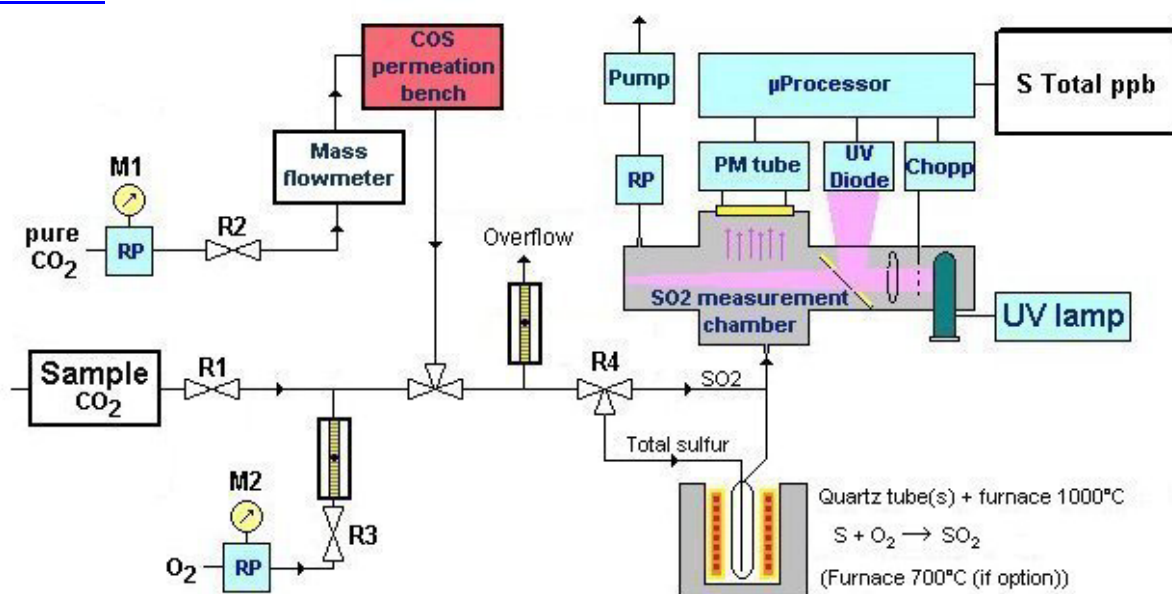 COS
permeation
bench
Pump
µProcessor
S Total ppb
Mass
flowmeter
M1
RP
PM tube
UV
Diode
Chopp
pure
CO₂
RP
R2
Overflow
SO2 measurement
chamber
UV lamp
Sample
CO₂
R1
R4
SO2
Total sulfur
M2
R3
O₂
RP
Quartz tube(s) + furnace 1000°C
S + O₂ → SO₂
(Furnace 700°C (if option))